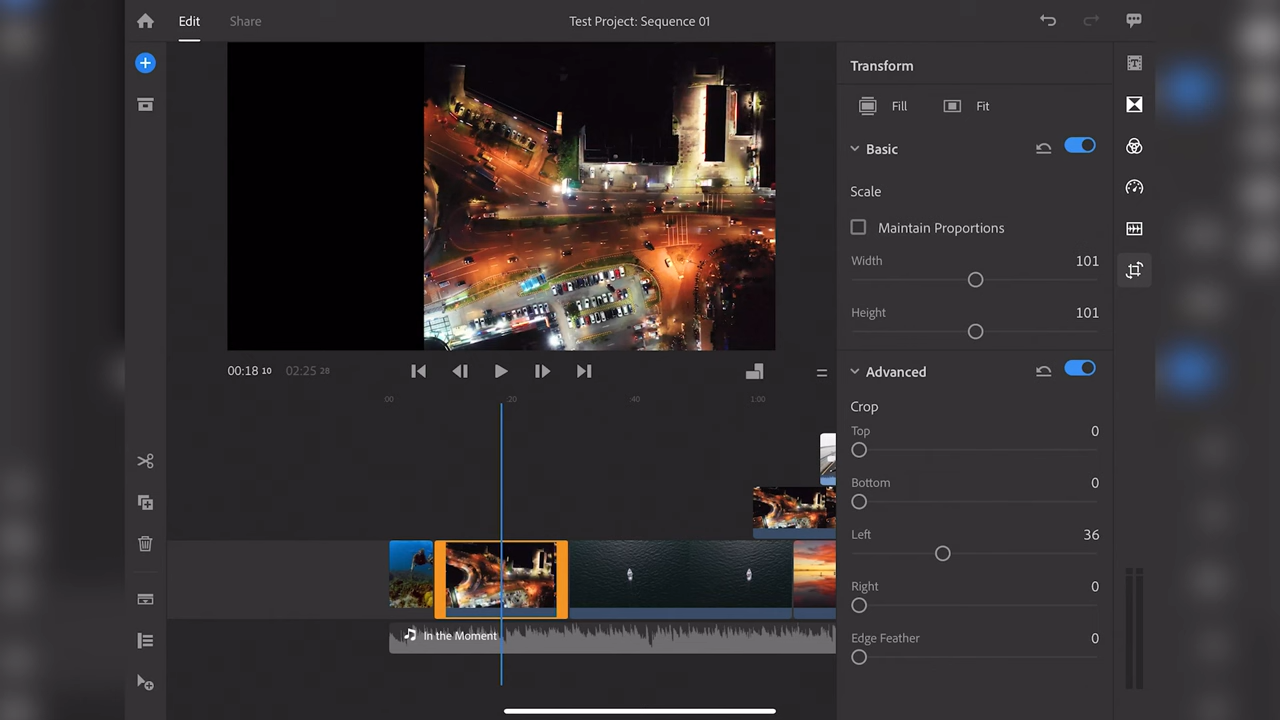 Edit
Share
Test Project: Sequence 01
Transform
Fill
Fit
Basic
Scale
Maintain Proportions
Width 101
Height 101
00:18 10
02:25 28
Advanced
Crop
Top 0
Bottom 0
Left 36
Right 0
Edge Feather 0
00
:20
:40
1:00
In the Moment